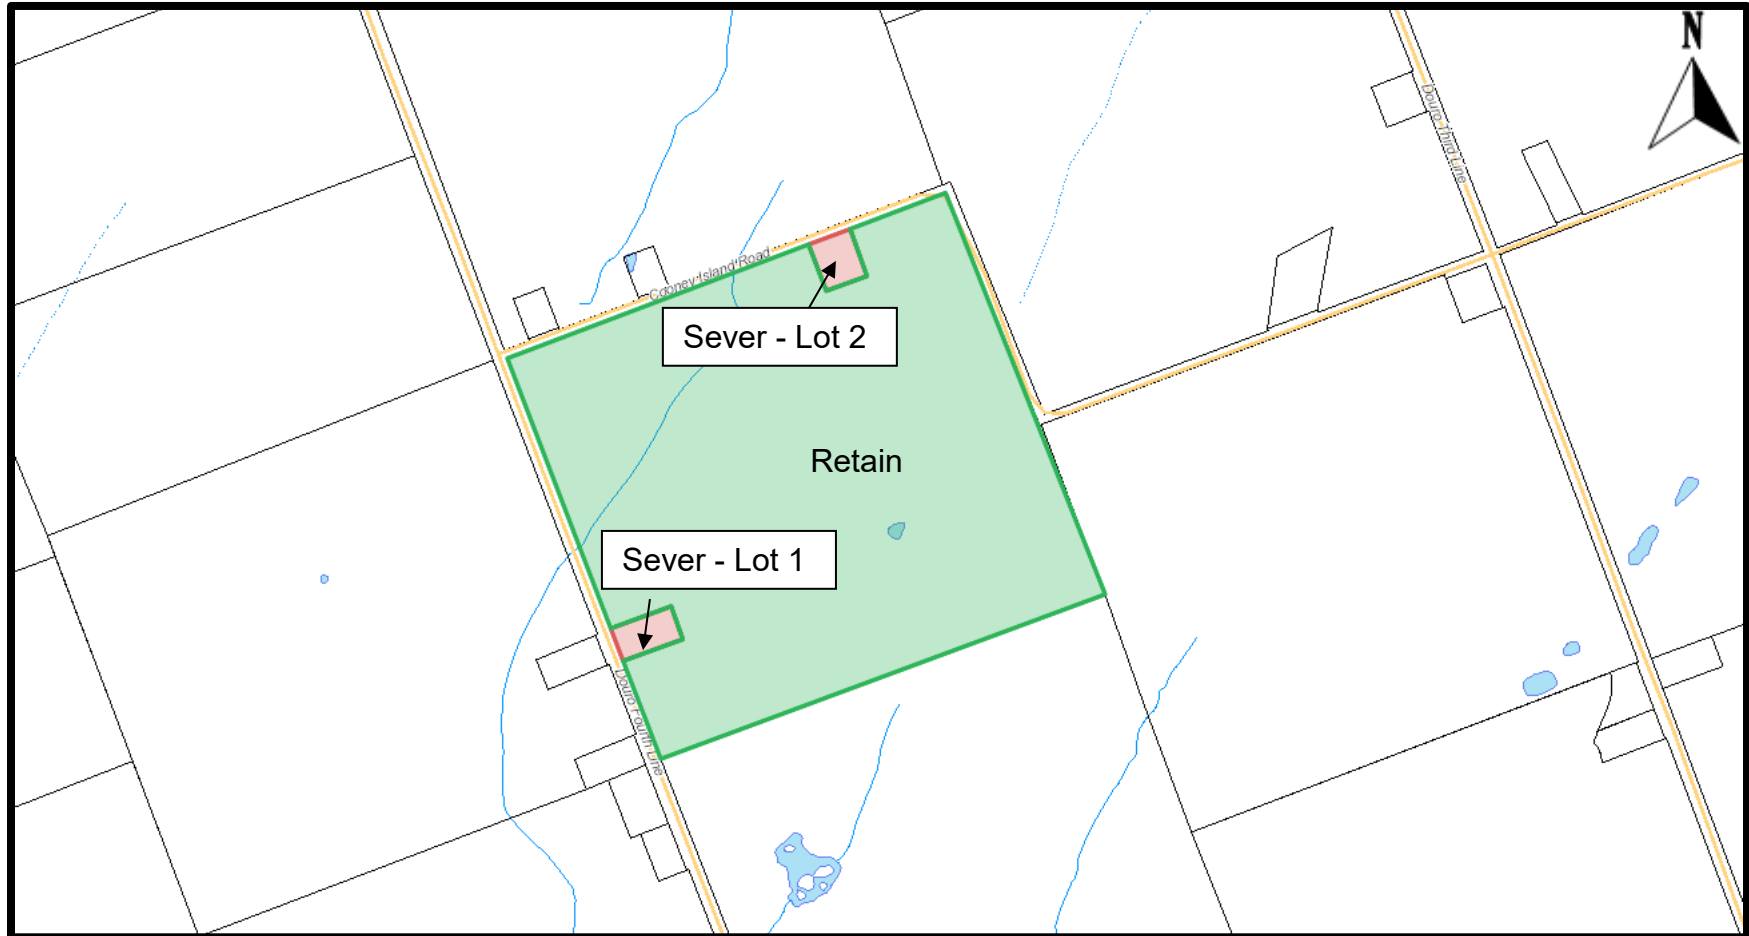 N
Douro Third Line
Cooney Island Road
Sever - Lot 2
Retain
Sever - Lot 1
Douro Fourth Line